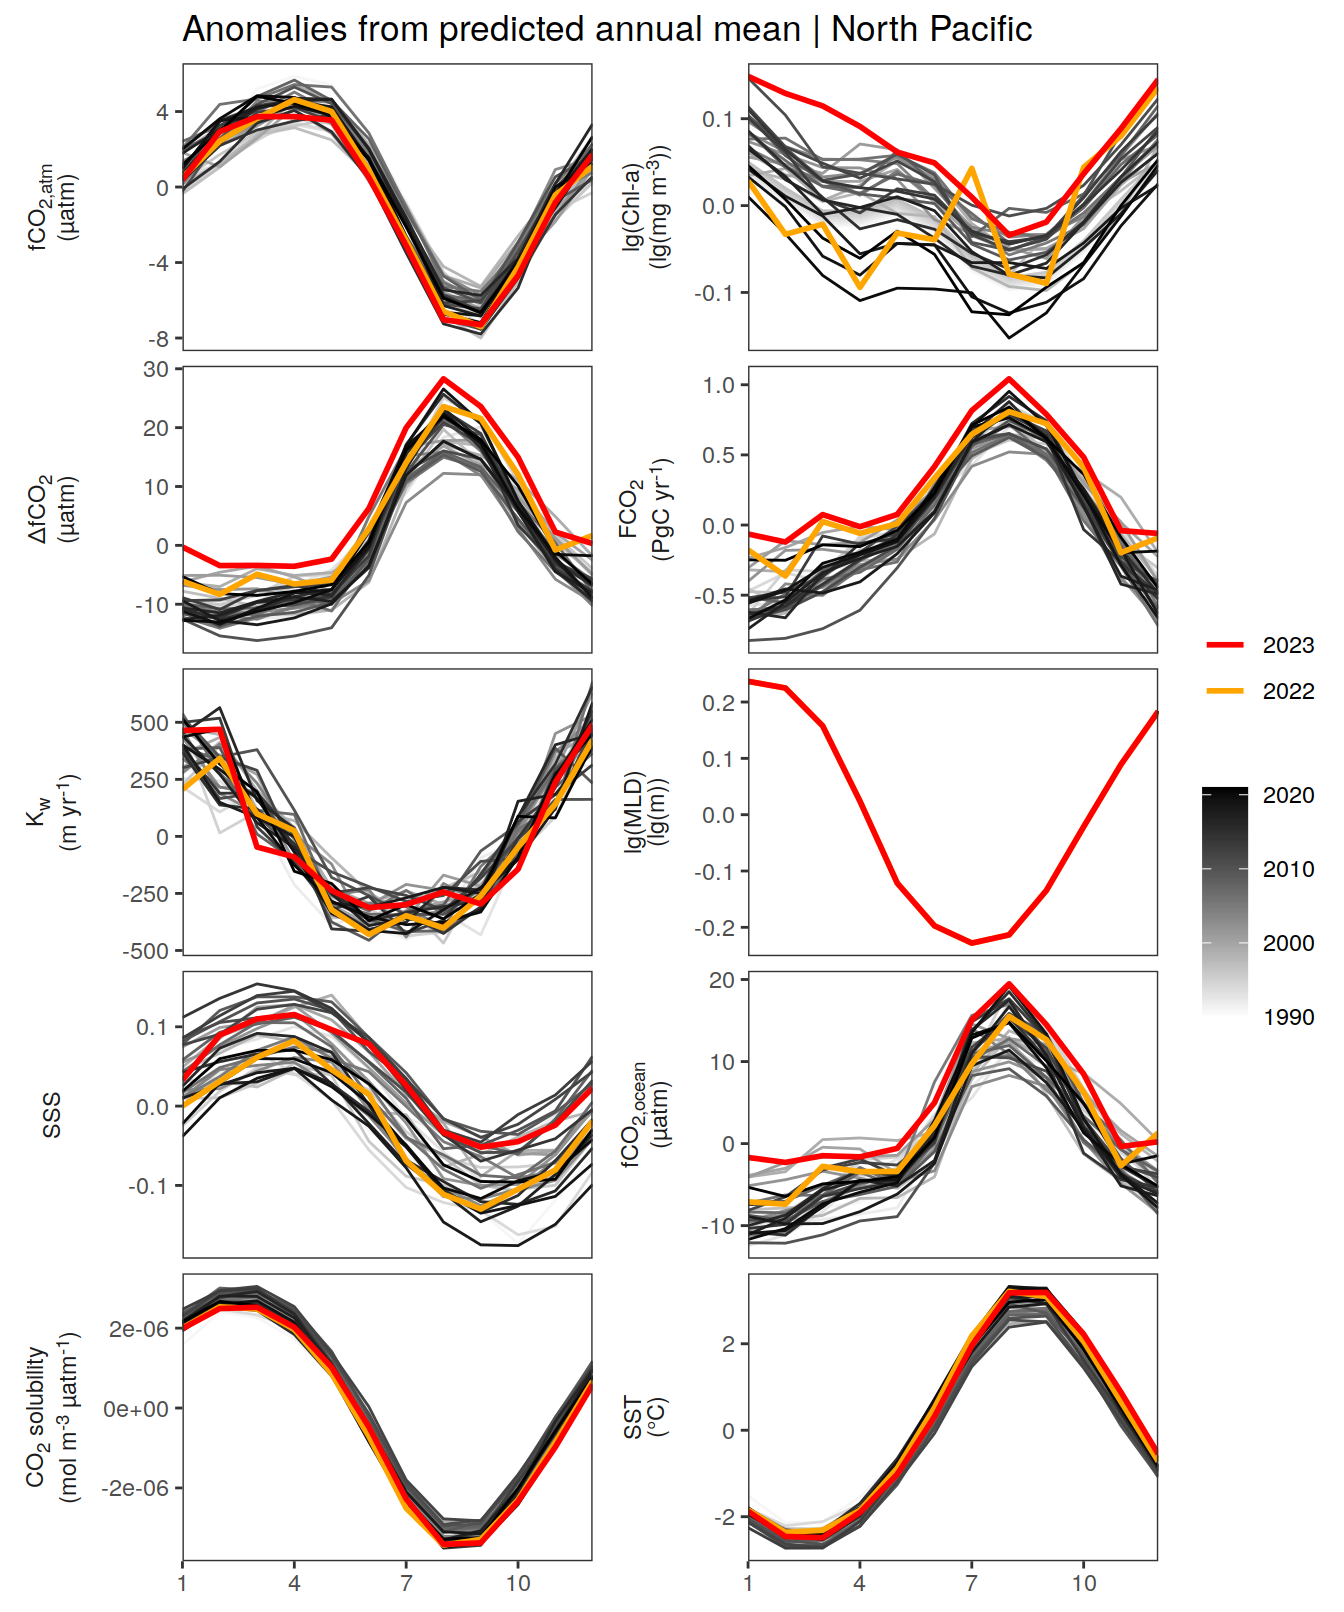 Anomalies from predicted annual mean | North Pacific
fCO2,atm
(µatm)
4
0
-4
-8
lg(Chl-a)
(lg(mg m-3))
0.1
0.0
-0.1
ΔfCO2
(µatm)
30
20
10
0
-10
FCO2
(PgC yr-1)
1.0
0.5
0.0
-0.5
Kw
(m yr-1)
500
250
0
-250
-500
lg(MLD)
(lg(m))
0.2
0.1
0.0
-0.1
-0.2
SSS
0.1
0.0
-0.1
fCO2,ocean
(µatm)
20
10
0
-10
CO2 solubility
(mol m-3 µatm-1)
2e-06
0e+00
-2e-06
1 4 7 10
SST
(°C)
2
0
-2
1 4 7 10
2023
2022
2020
2010
2000
1990